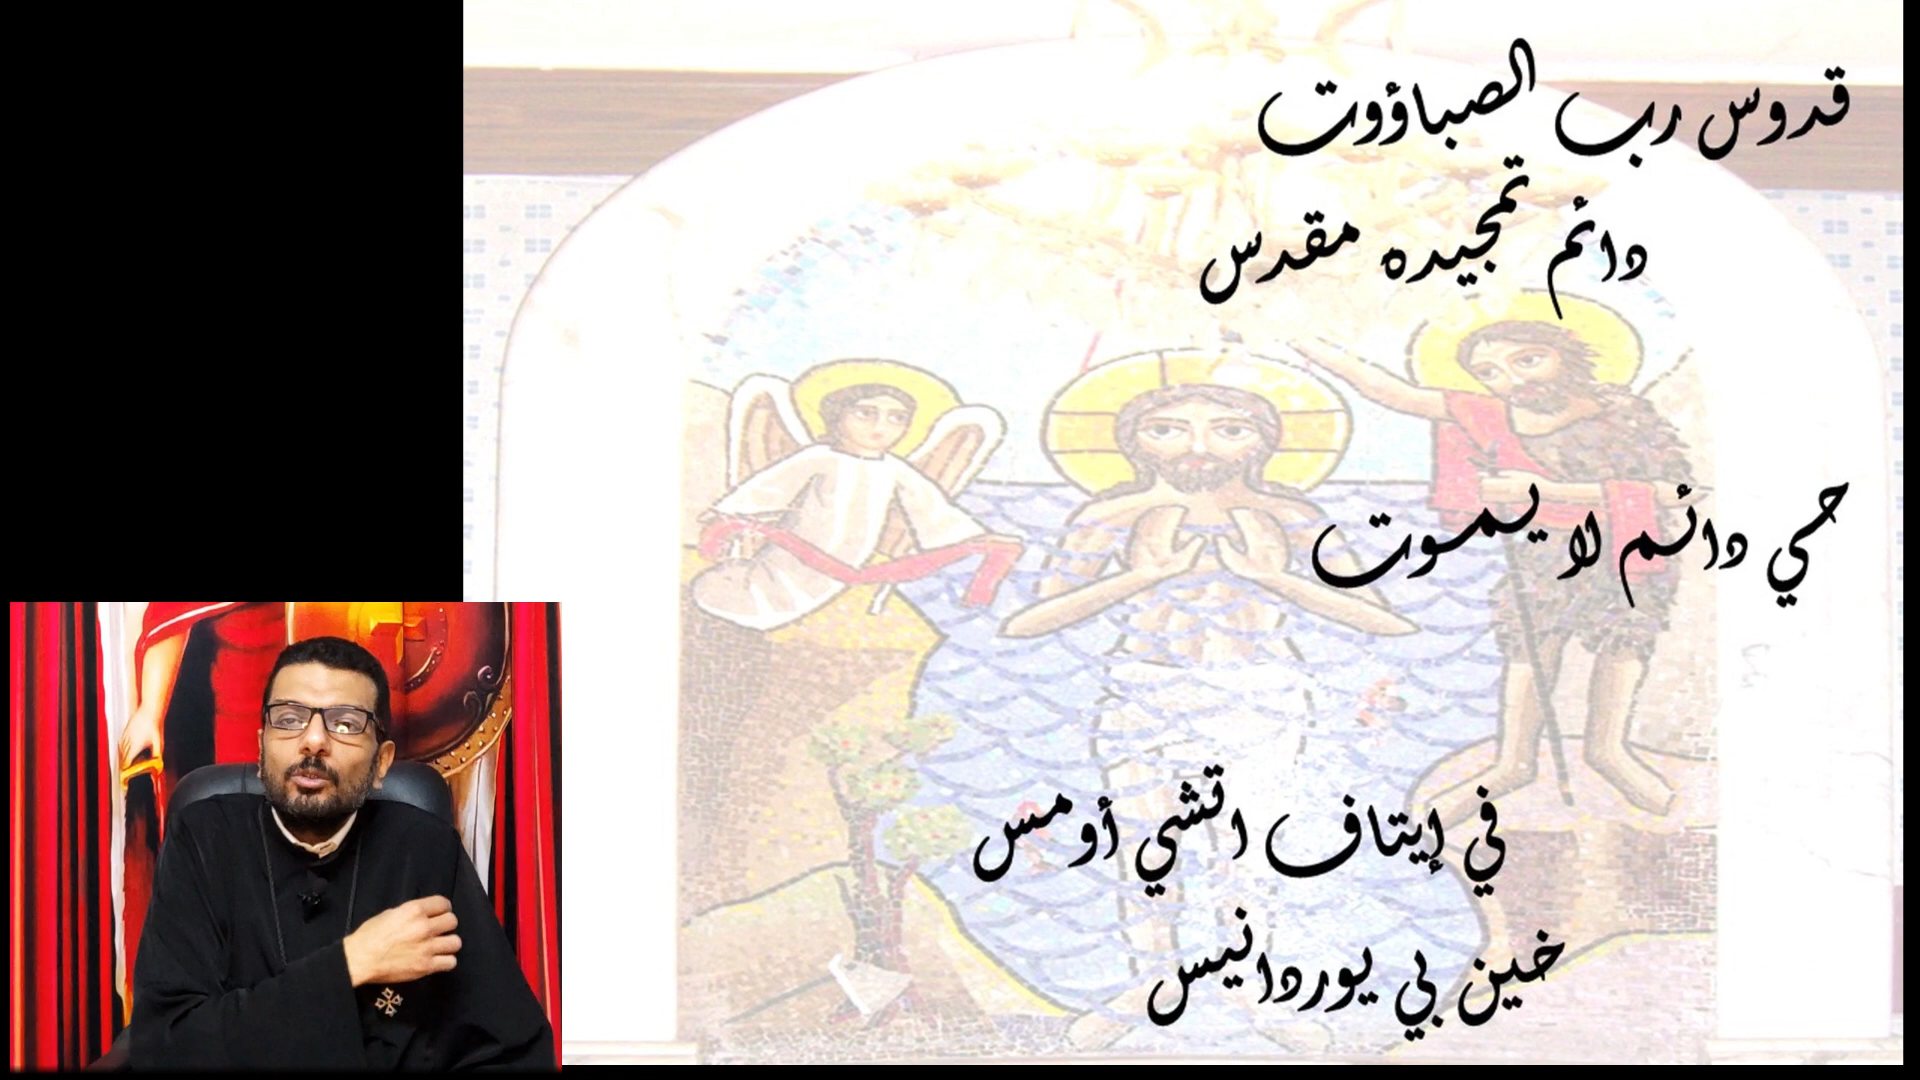 قدوس رب الصباؤوت
دائم تمجيده مقدس
حي دائم لا يموت
في إيتاف اتشي أومس
خين بي يوردانيس